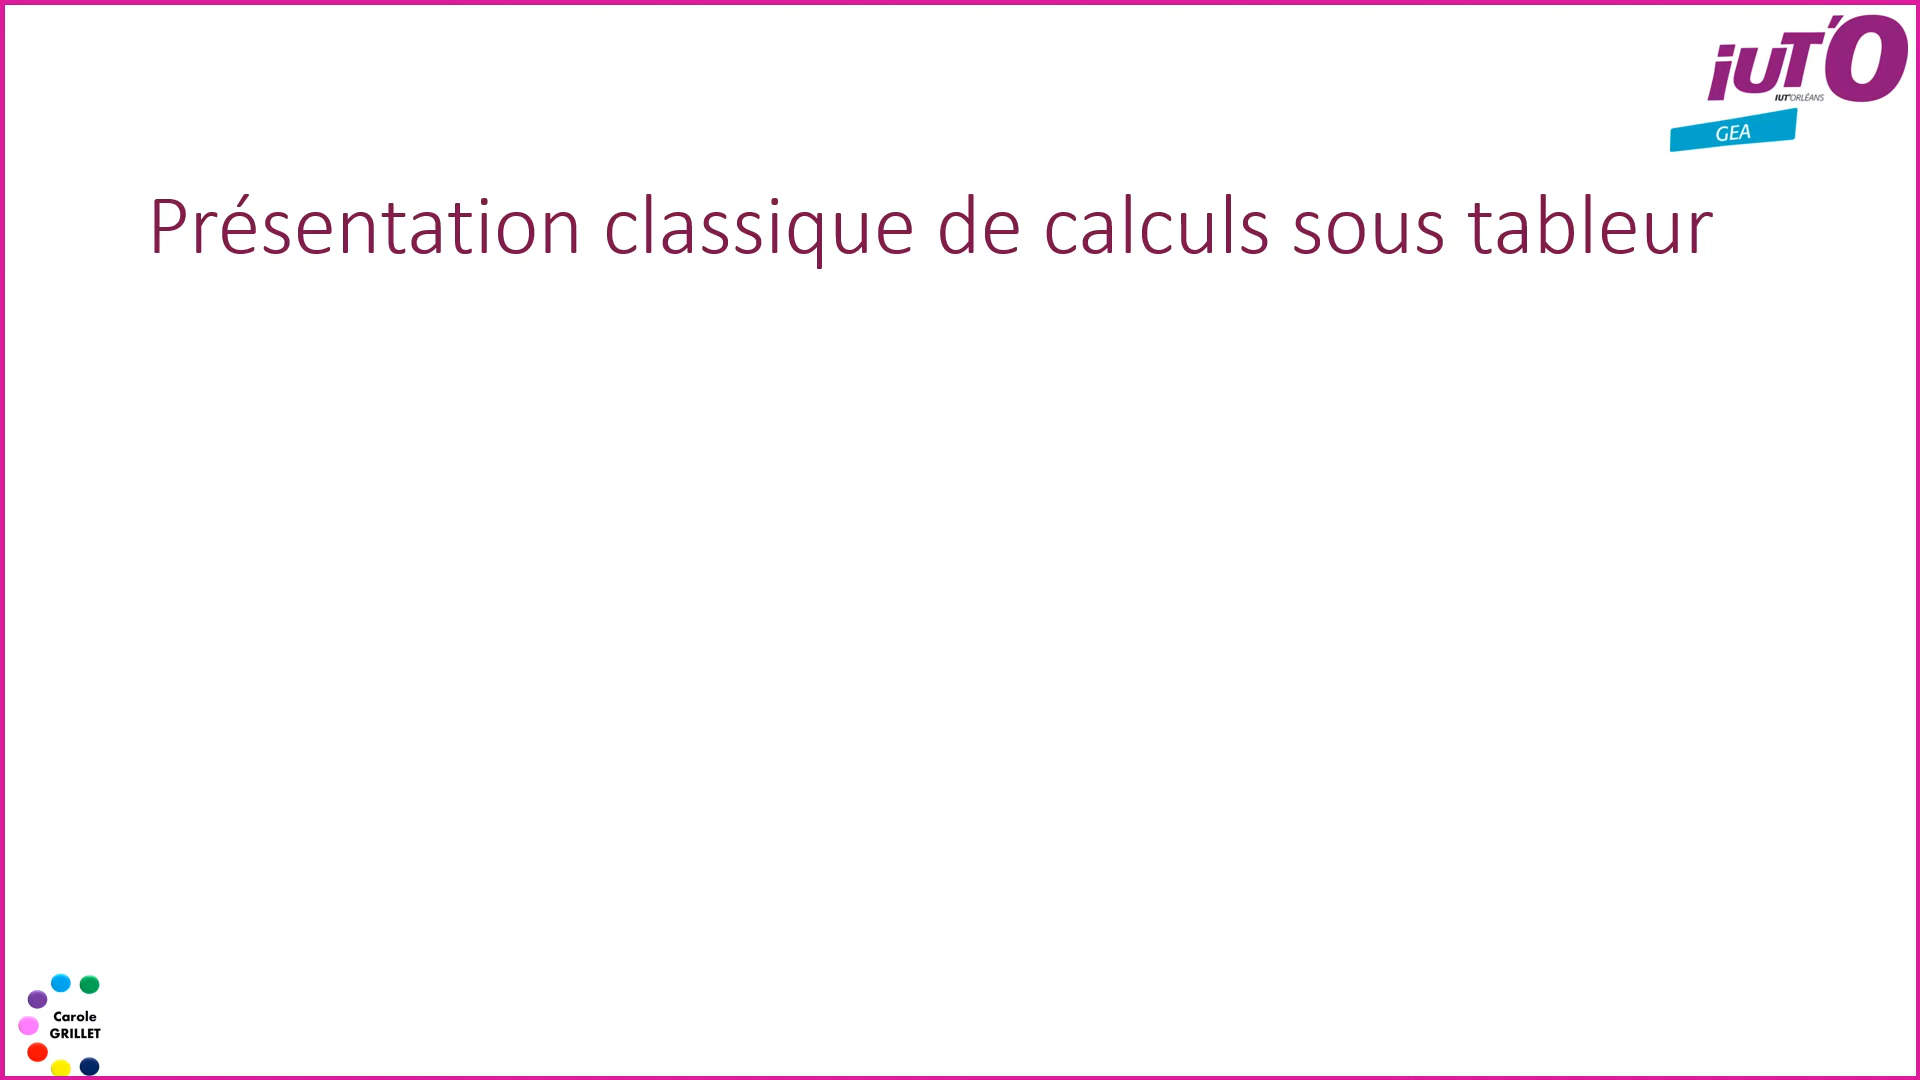 iUT'O
IUT'ORLÉANS
GEA
Présentation classique de calculs sous tableur
Carole
GRILLET